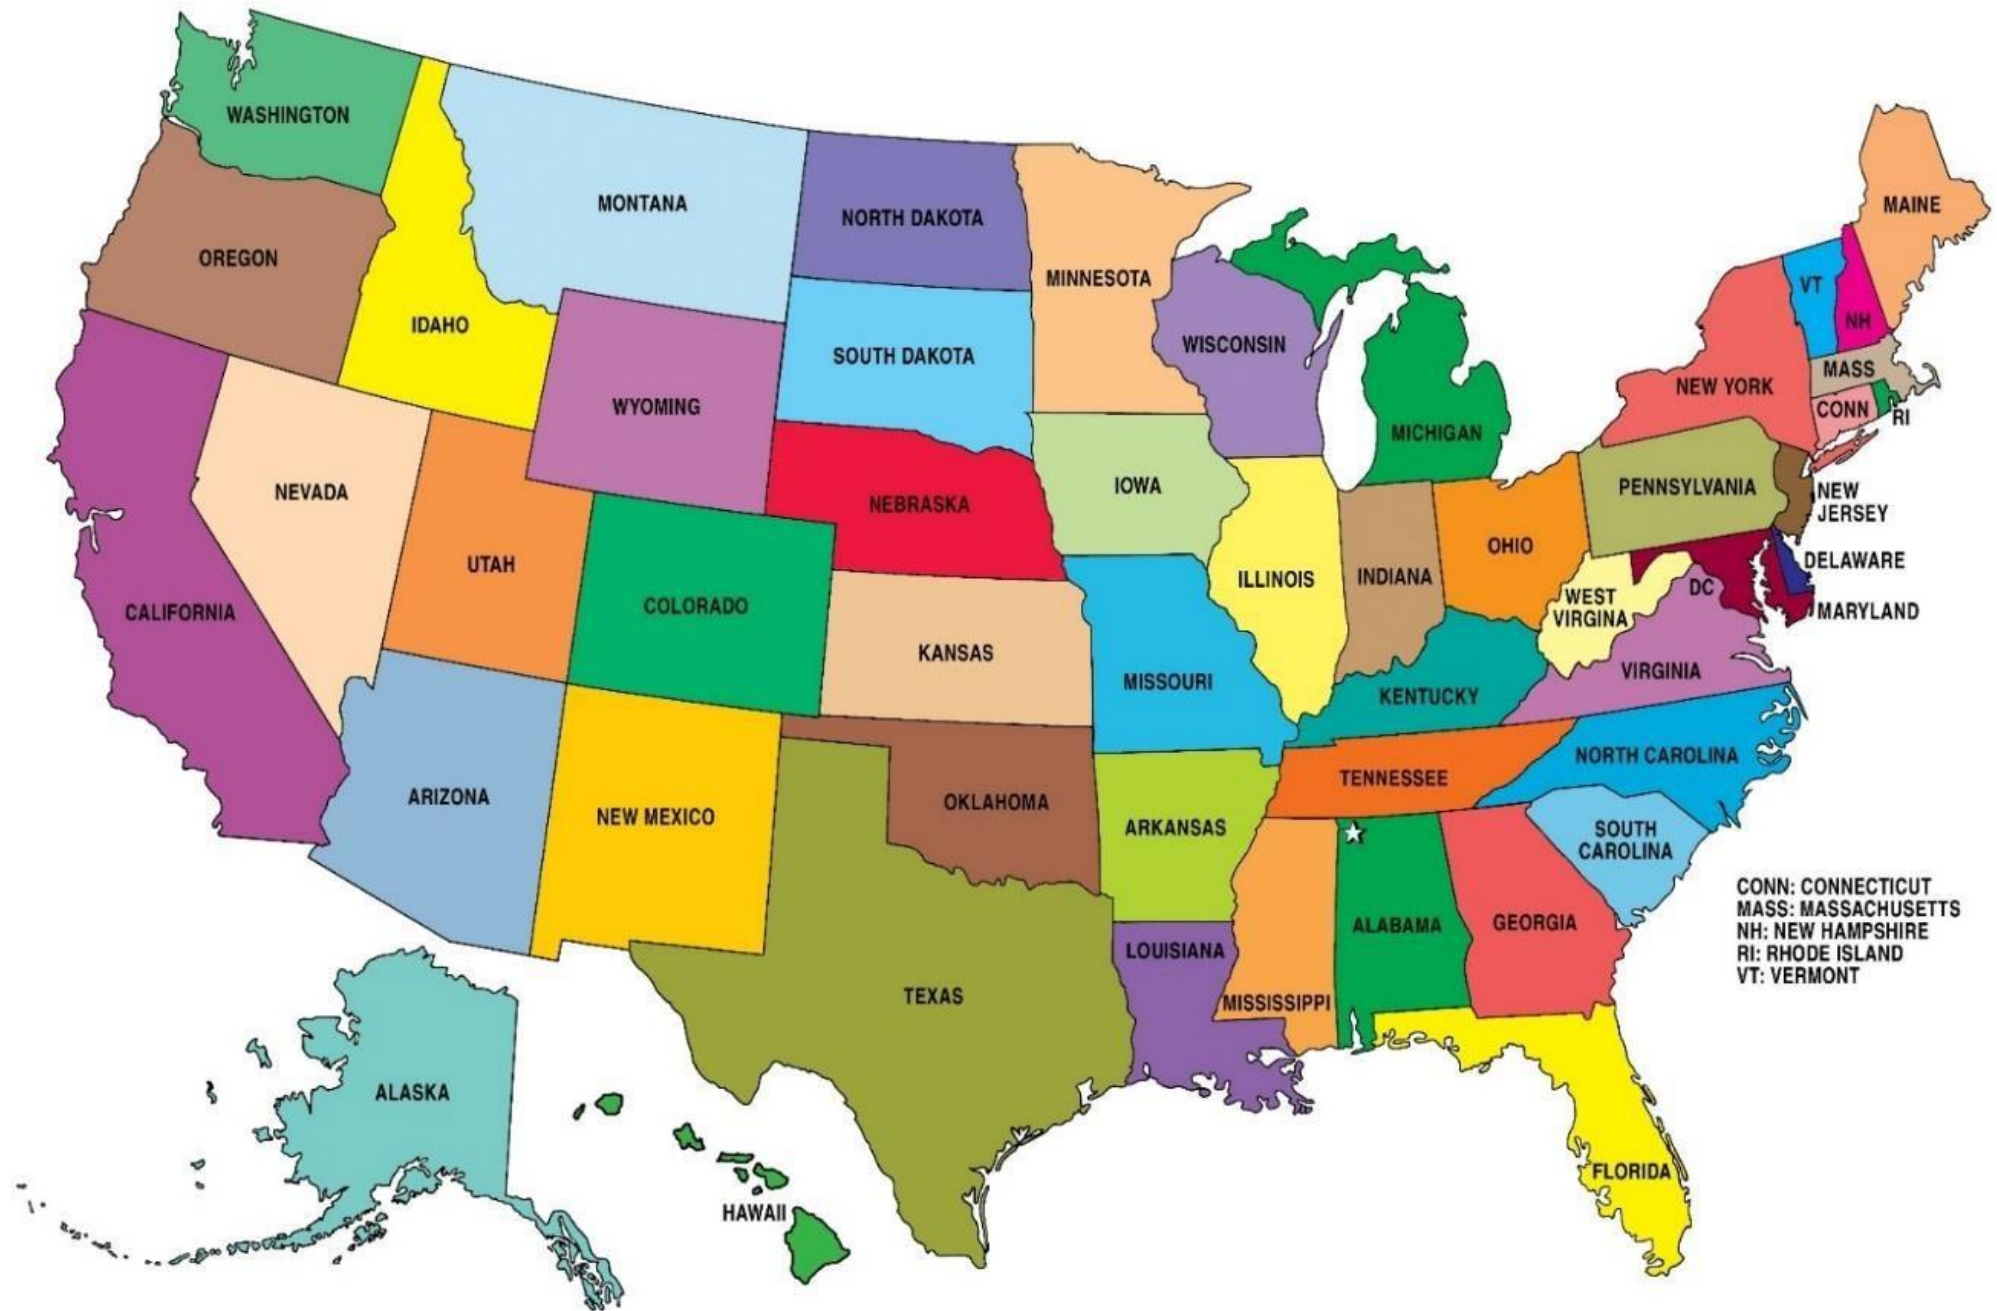 WASHINGTON
MONTANA
NORTH DAKOTA
MINNESOTA
MAINE
OREGON
IDAHO
WYOMING
SOUTH DAKOTA
WISCONSIN
MICHIGAN
VT
NH
MASS
NEW YORK
CONN
RI
NEVADA
UTAH
COLORADO
NEBRASKA
IOWA
ILLINOIS
INDIANA
OHIO
PENNSYLVANIA
NEW
JERSEY
DELAWARE
DC
MARYLAND
WEST
VIRGINA
VIRGINIA
CALIFORNIA
KANSAS
MISSOURI
KENTUCKY
ARIZONA
NEW MEXICO
OKLAHOMA
ARKANSAS
TENNESSEE
NORTH CAROLINA
SOUTH
CAROLINA
TEXAS
LOUISIANA
MISSISSIPPI
ALABAMA
GEORGIA
FLORIDA
ALASKA
HAWAII
CONN: CONNECTICUT
MASS: MASSACHUSETTS
NH: NEW HAMPSHIRE
RI: RHODE ISLAND
VT: VERMONT